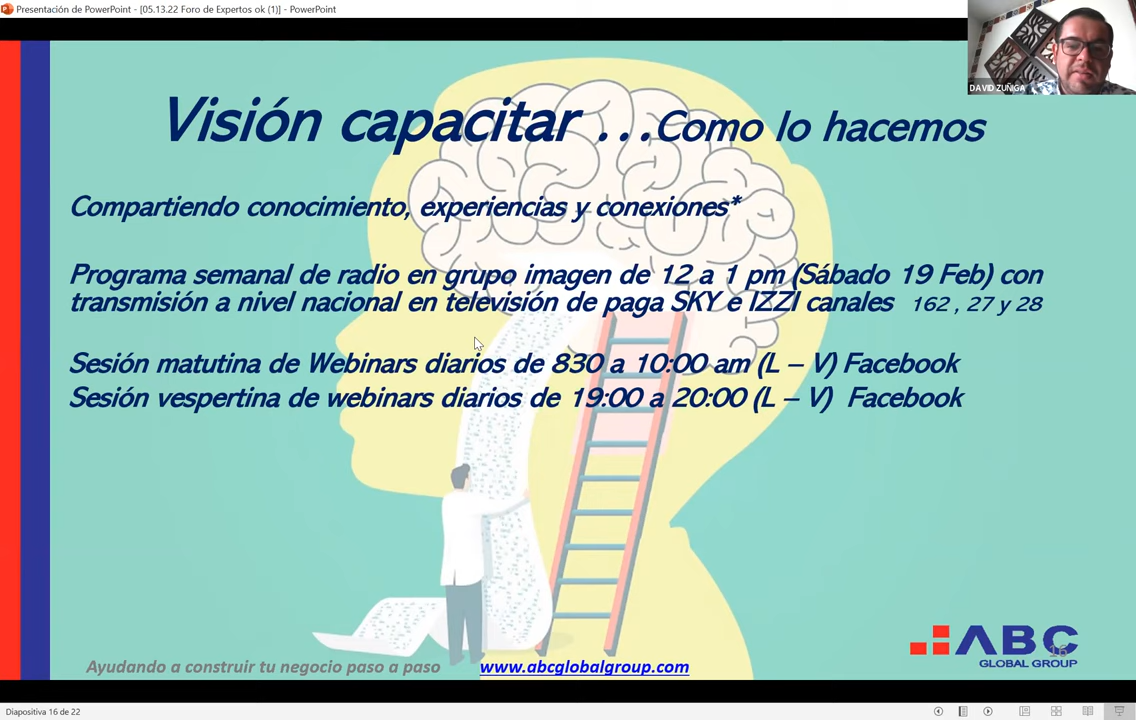 Presentación de PowerPoint - [05.13.22 Foro de Expertos ok (1)] - PowerPoint
DAVID ZUÑIGA
Visión capacitar ...Como lo hacemos
Compartiendo conocimiento, experiencias y conexiones*
Programa semanal de radio en grupo imagen de 12 a 1 pm (Sábado 19 Feb) con
transmisión a nivel nacional en televisión de paga SKY e IZZI canales 162 , 27 y 28
Sesión matutina de Webinars diarios de 830 a 10:00 am (L – V) Facebook
Sesión vespertina de webinars diarios de 19:00 a 20:00 (L – V) Facebook
ABC
16
GLOBAL GROUP
Ayudando a construir tu negocio paso a paso www.abcglobalgroup.com
Diapositiva 16 de 22